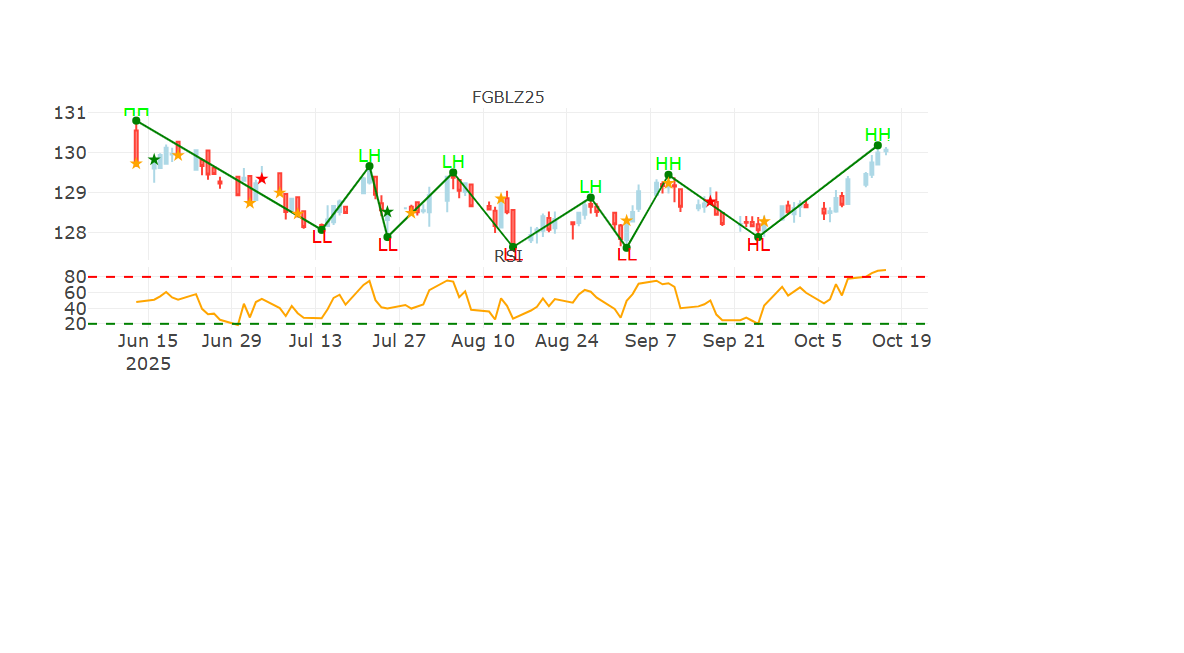 FGBLZ25
131
130
129
128
HH
LL
LH
LL
LH
LL
LH
LL
HH
HL
HH
RSI
80
60
40
20
Jun 15 Jun 29 Jul 13 Jul 27 Aug 10 Aug 24 Sep 7 Sep 21 Oct 5 Oct 19
2025